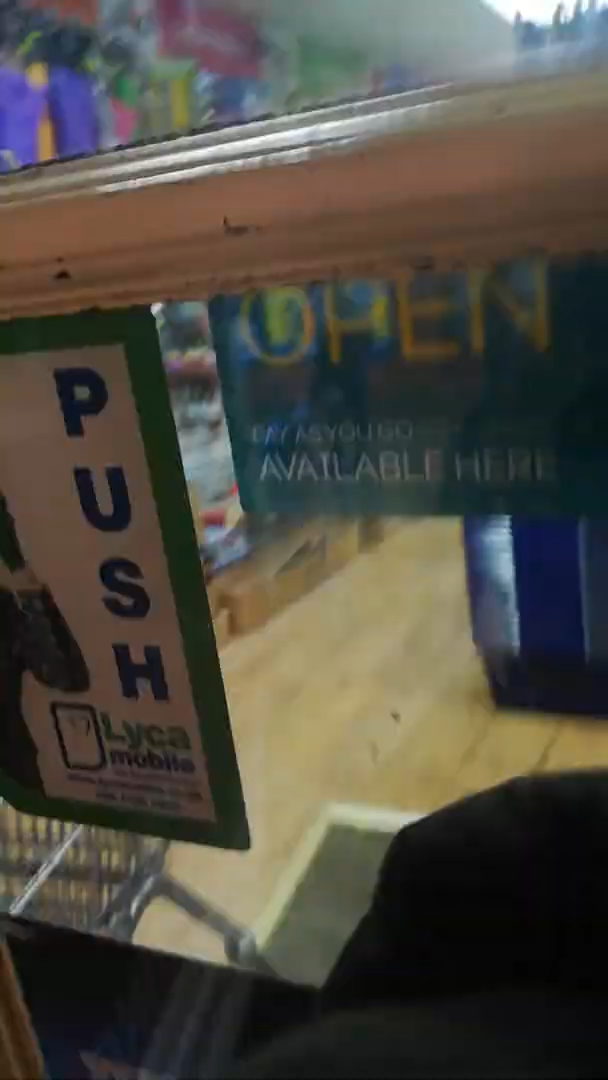 OPEN
PAY AS YOU GO
AVAILABLE HERE
PUSH
Lyca
mobile